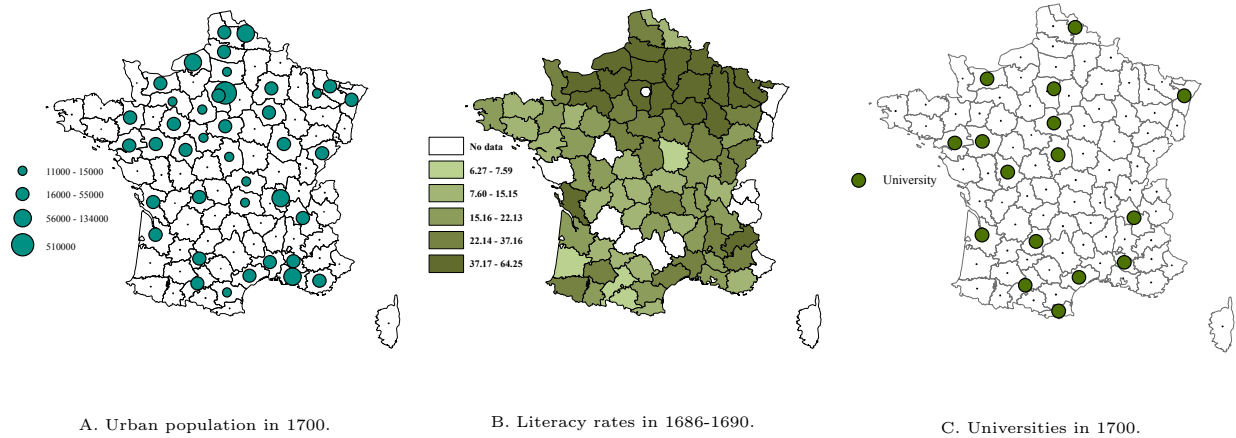 11000 - 15000
16000 - 55000
56000 - 134000
510000
A. Urban population in 1700.
No data
6.27 - 7.59
7.60 - 15.15
15.16 - 22.13
22.14 - 37.16
37.17 - 64.25
B. Literacy rates in 1686-1690.
University
C. Universities in 1700.